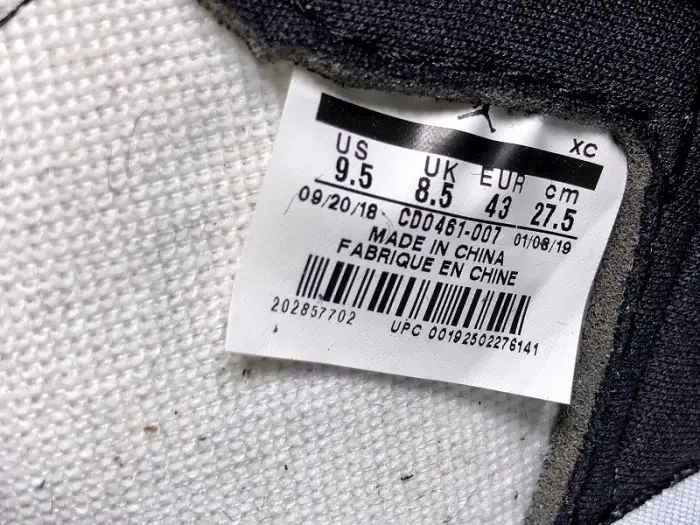 XC
US UK EUR cm
9.5 8.5 43 27.5
09/20/18 CD0461-007 01/08/19
MADE IN CHINA
FABRIQUE EN CHINE
202857702 UPC 00192502276141